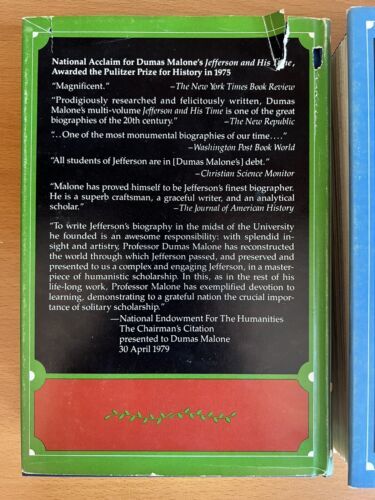 National Acclaim for Dumas Malone's Jefferson and His Time,
Awarded the Pulitzer Prize for History in 1975
"Magnificent."
–The New York Times Book Review
"Prodigiously researched and felicitously written, Dumas
Malone's multi-volume Jefferson and His Time is one of the great
biographies of the 20th century."
–The New Republic
"...One of the most monumental biographies of our time...."
–Washington Post Book World
"All students of Jefferson are in [Dumas Malone's] debt."
–Christian Science Monitor
"Malone has proved himself to be Jefferson's finest biographer.
He is a superb craftsman, a graceful writer, and an analytical
scholar."
–The Journal of American History
"To write Jefferson's biography in the midst of the University
he founded is an awesome responsibility: with splendid in-
sight and artistry, Professor Dumas Malone has reconstructed
the world through which Jefferson passed, and preserved and
presented to us a complex and engaging Jefferson, in a master-
piece of humanistic scholarship. In this, as in the rest of his
life-long work, Professor Malone has exemplified devotion to
learning, demonstrating to a grateful nation the crucial impor-
tance of solitary scholarship."
—National Endowment For The Humanities
The Chairman's Citation
presented to Dumas Malone
30 April 1979